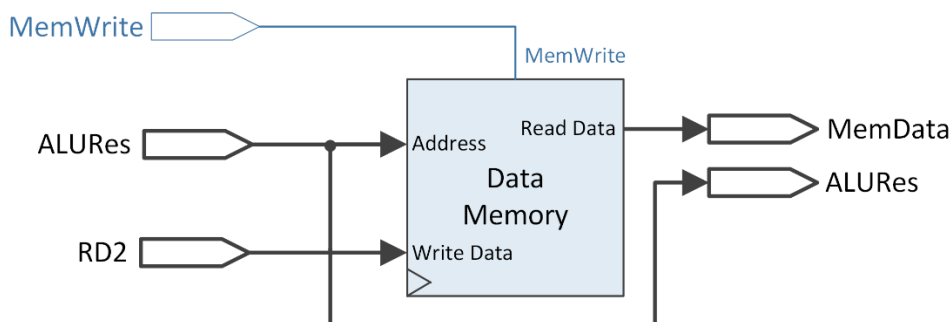 MemWrite
MemWrite
ALURes
Address
Read Data
MemData
Data
Memory
ALURes
RD2
Write Data